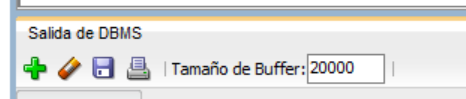 Salida de DBMS
Tamaño de Buffer: 20000